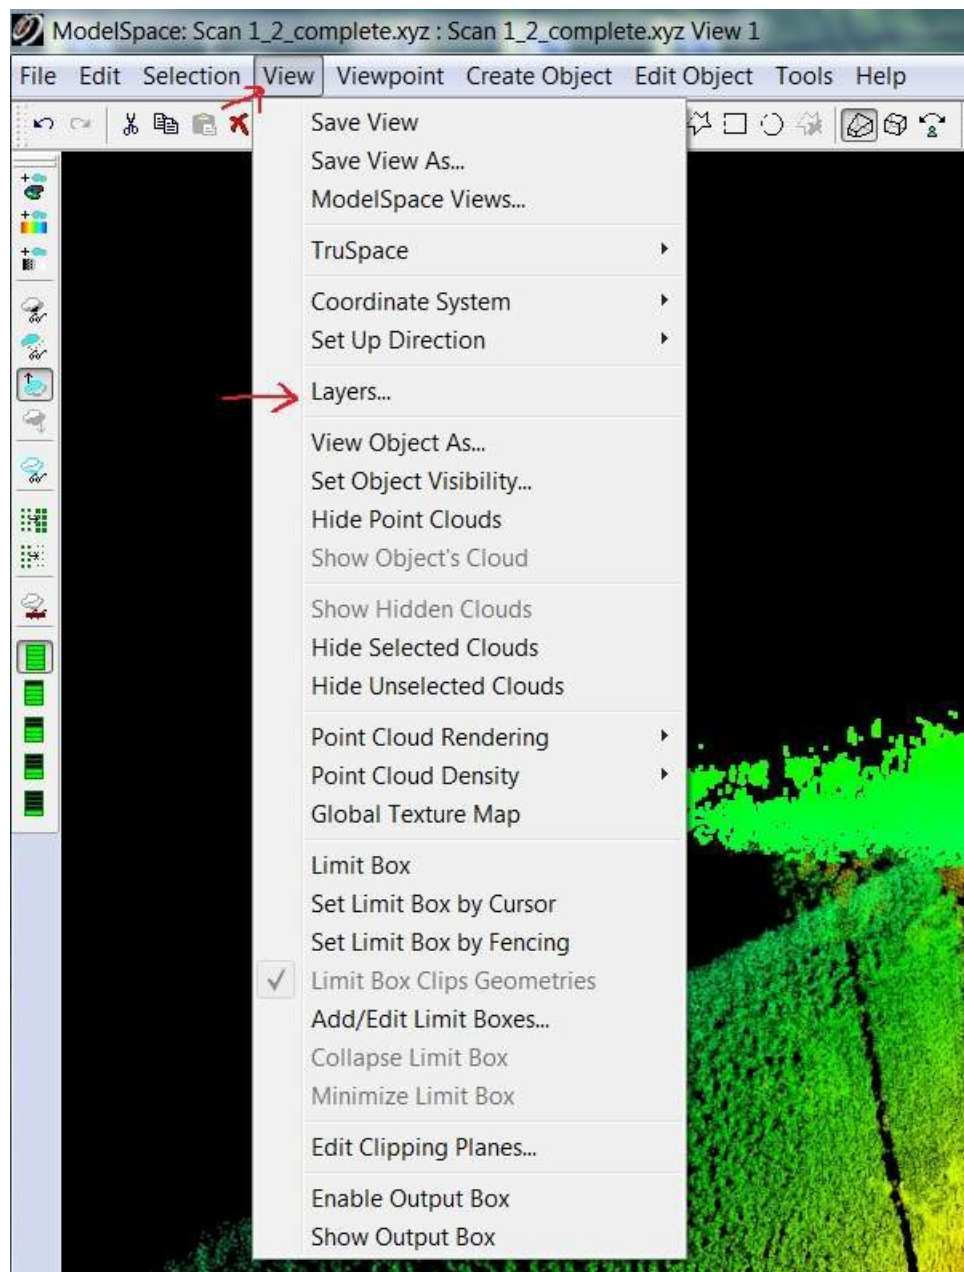 ModelSpace: Scan 1_2_complete.xyz : Scan 1_2_complete.xyz View 1
File Edit Selection View Viewpoint Create Object Edit Object Tools Help
Save View
Save View As...
ModelSpace Views...
TruSpace
Coordinate System
Set Up Direction
Layers...
View Object As...
Set Object Visibility...
Hide Point Clouds
Show Object's Cloud
Show Hidden Clouds
Hide Selected Clouds
Hide Unselected Clouds
Point Cloud Rendering
Point Cloud Density
Global Texture Map
Limit Box
Set Limit Box by Cursor
Set Limit Box by Fencing
Limit Box Clips Geometries
Add/Edit Limit Boxes...
Collapse Limit Box
Minimize Limit Box
Edit Clipping Planes...
Enable Output Box
Show Output Box